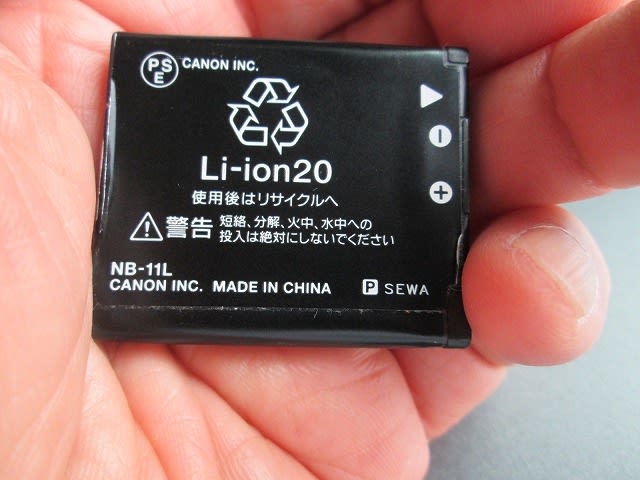 PSE CANON INC.
Li-ion20
使用後はリサイクルへ
警告 短絡、分解、火中、水中への
投入は絶対にしないでください
NB-11L
CANON INC. MADE IN CHINA P SEWA